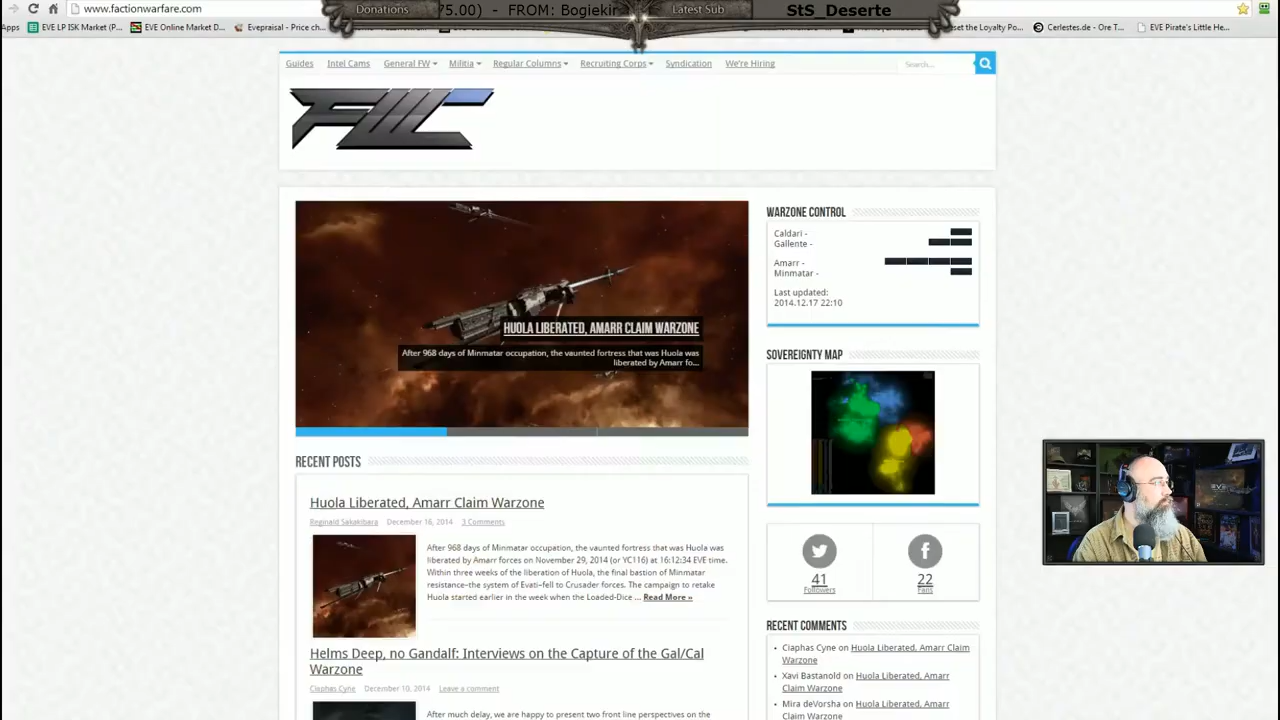 www.factionwarfare.com
Donations
75.00) - FROM: Bogiekir
Latest Sub
StS_Deserte
Apps
EVE LP ISK Market (P...
EVE Online Market D...
Evepraisal - Price ch...
set the Loyalty Po...
Cerlestes.de - Ore T...
EVE Pirate's Little He...
Guides
Intel Cams
General FW
Militia
Regular Columns
Recruiting Corps
Syndication
We're Hiring
Search...
FWC
HUOLA LIBERATED, AMARR CLAIM WARZONE
After 968 days of Minmatar occupation, the vaunted fortress that was Huola was
liberated by Amarr fo...
WARZONE CONTROL
Caldari -
Gallente -
Amarr -
Minmatar -
Last updated:
2014.12.17 22:10
SOVEREIGNTY MAP
RECENT POSTS
Huola Liberated, Amarr Claim Warzone
Reginald Sakakibara December 16, 2014 3 Comments
After 968 days of Minmatar occupation, the vaunted fortress that was Huola was
liberated by Amarr forces on November 29, 2014 (or YC116) at 16:12:34 EVE time.
Within three weeks of the liberation of Huola, the final bastion of Minmatar
resistance–the system of Evati–fell to Crusader forces. The campaign to retake
Huola started earlier in the week when the Loaded-Dice ... Read More »
Helms Deep, no Gandalf: Interviews on the Capture of the Gal/Cal
Warzone
Ciaphas Cyne December 10, 2014 Leave a comment
After much delay, we are happy to present two front line perspectives on the
41
Followers
22
Fans
RECENT COMMENTS
Ciaphas Cyne on Huola Liberated, Amarr Claim
Warzone
Xavi Bastanold on Huola Liberated, Amarr
Claim Warzone
Mira deVorsha on Huola Liberated, Amarr
Claim Warzone